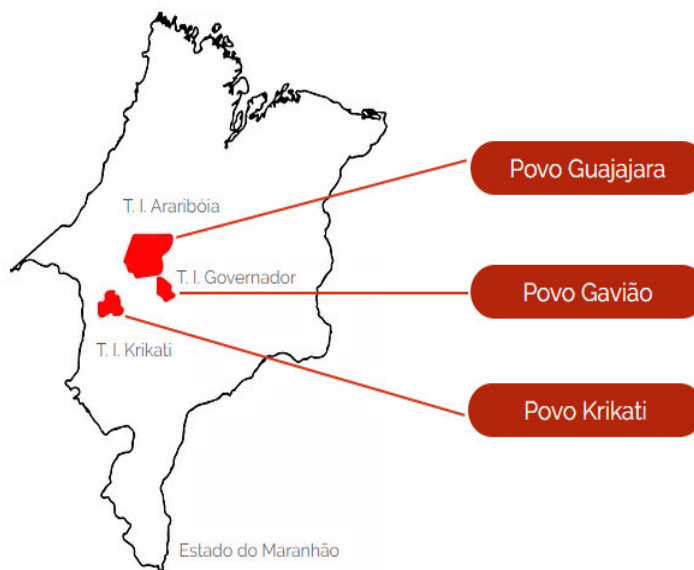 Povo Guajajara
T. I. Araribóia
T. I. Governador
Povo Gavião
T. I. Krikati
Povo Krikati
Estado do Maranhão